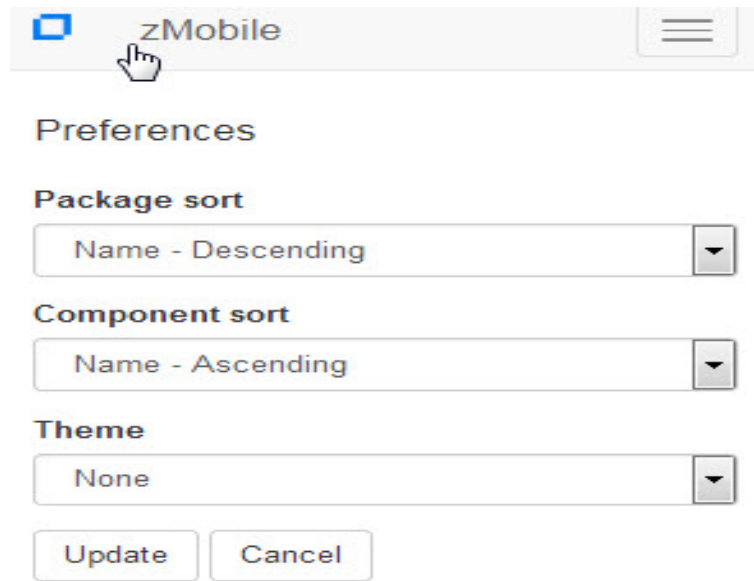 zMobile
Preferences
Package sort
Name - Descending
Component sort
Name - Ascending
Theme
None
Update Cancel